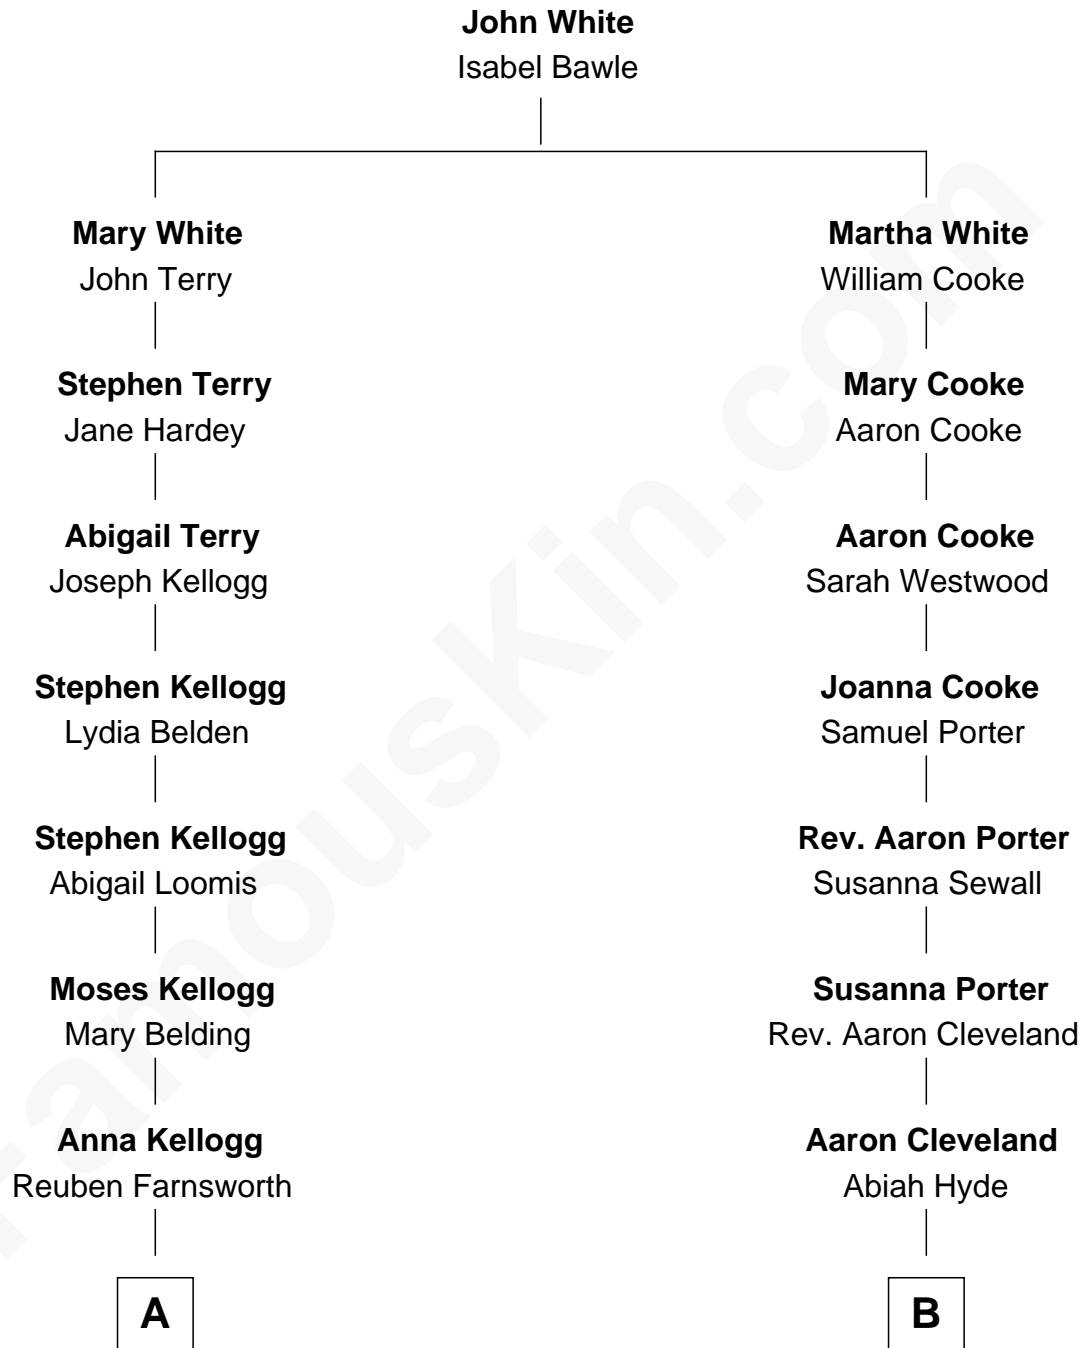 John White
Isabel Bawle
Mary White
John Terry
Martha White
William Cooke
Stephen Terry
Jane Hardey
Mary Cooke
Aaron Cooke
Abigail Terry
Joseph Kellogg
Aaron Cooke
Sarah Westwood
Stephen Kellogg
Lydia Belden
Joanna Cooke
Samuel Porter
Stephen Kellogg
Abigail Loomis
Rev. Aaron Porter
Susanna Sewall
Moses Kellogg
Mary Belding
Susanna Porter
Rev. Aaron Cleveland
Anna Kellogg
Reuben Farnsworth
Aaron Cleveland
Abiah Hyde
A
B
FamousKin.com